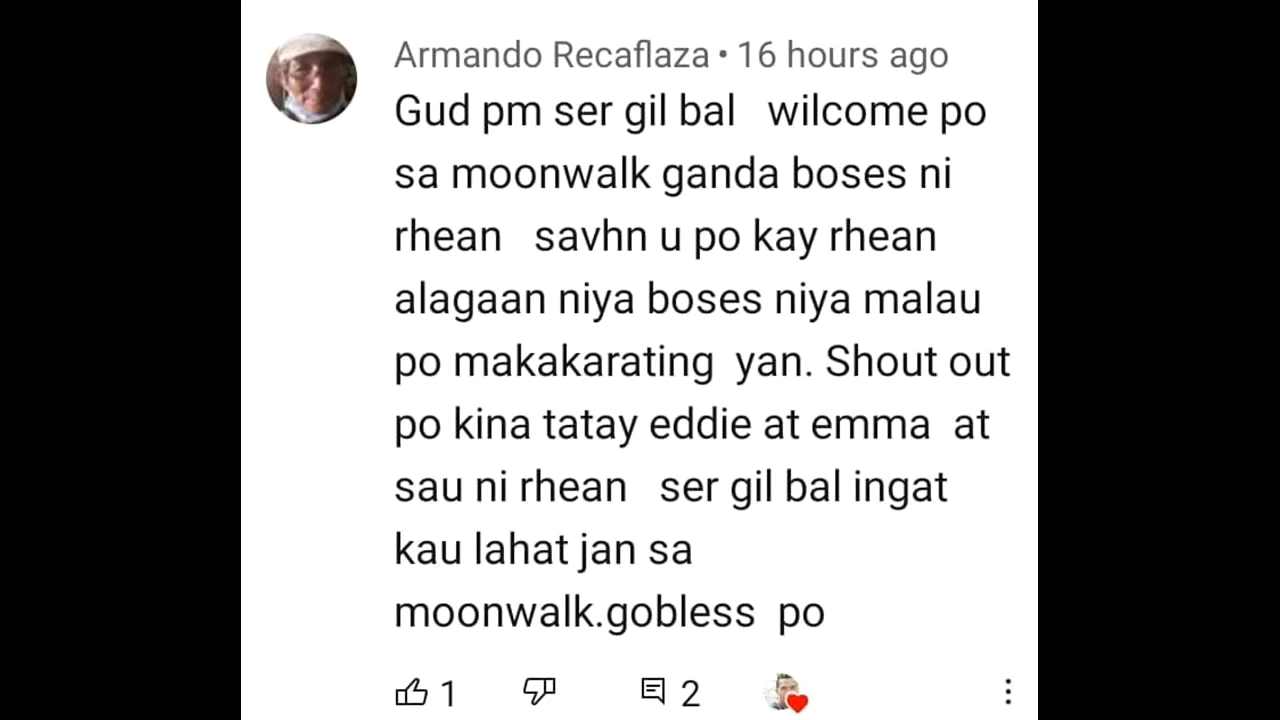 Armando Recaflaza • 16 hours ago
Gud pm ser gil bal wilcome po
sa moonwalk ganda boses ni
rhean savhn u po kay rhean
alagaan niya boses niya malau
po makakarating yan. Shout out
po kina tatay eddie at emma at
sau ni rhean ser gil bal ingat
kau lahat jan sa
moonwalk.gobless po
1 2